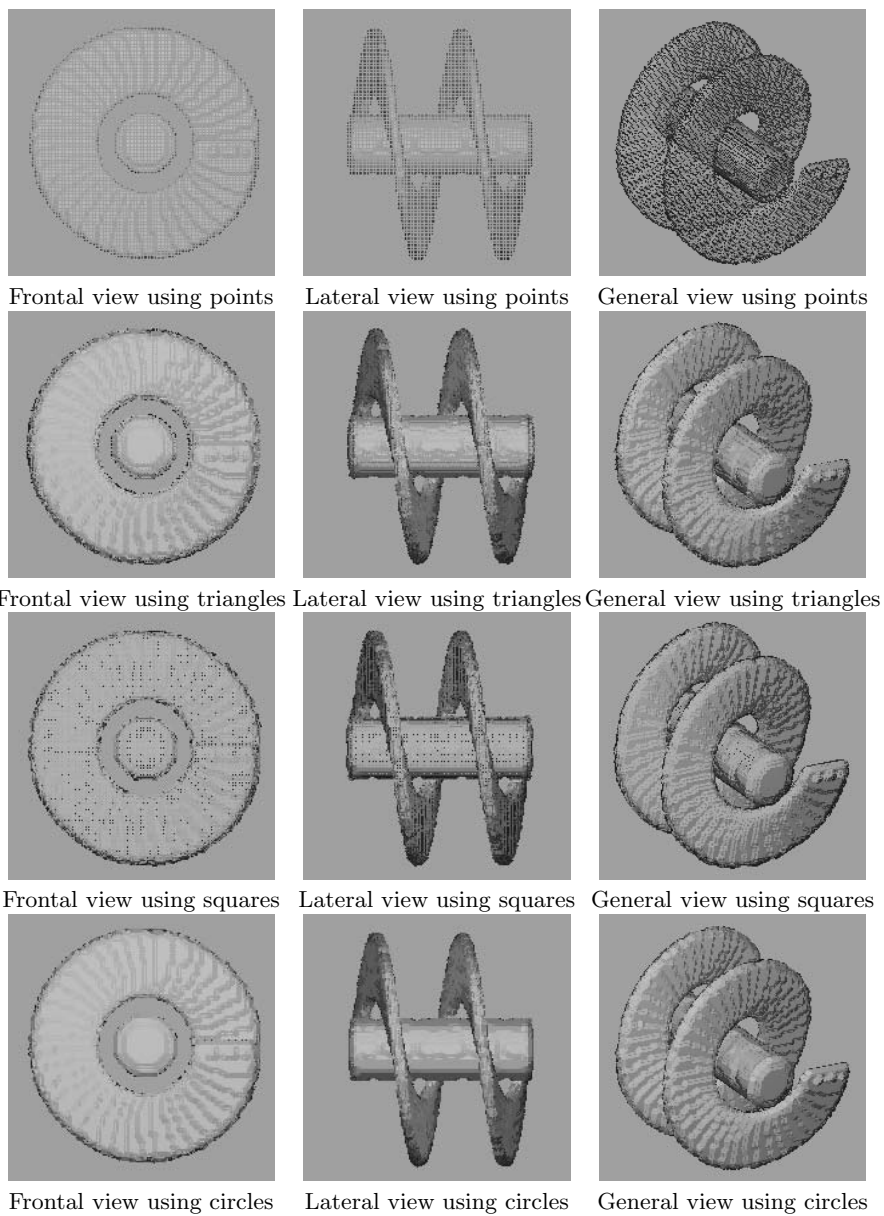 Frontal view using points Lateral view using points General view using points
Frontal view using triangles Lateral view using triangles General view using triangles
Frontal view using squares Lateral view using squares General view using squares
Frontal view using circles Lateral view using circles General view using circles